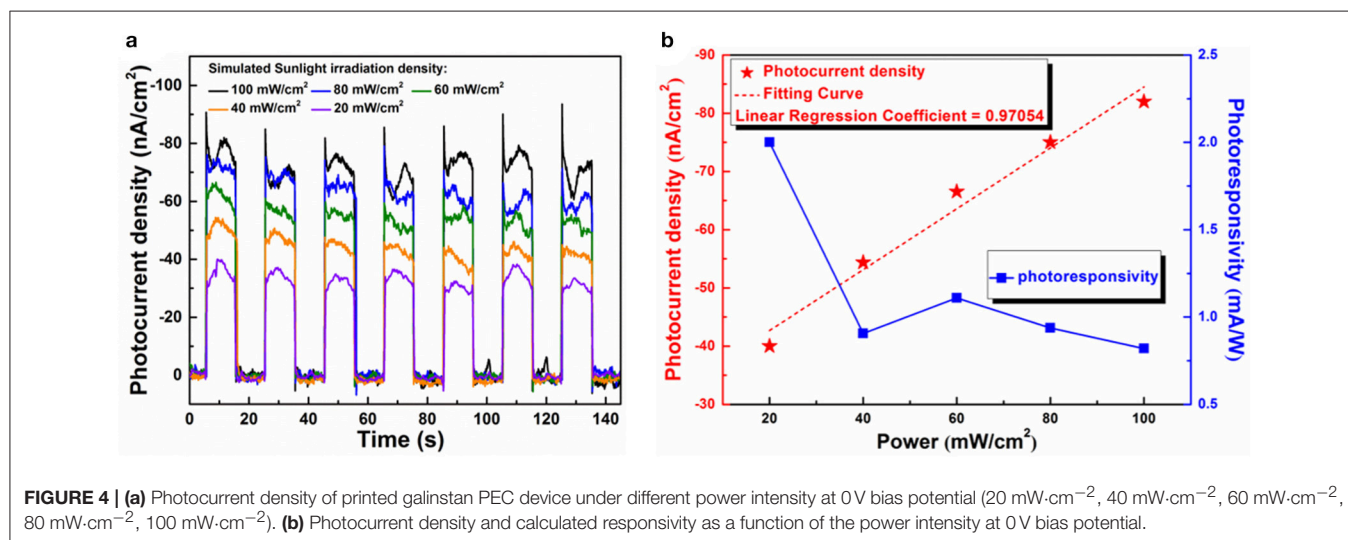 a
Simulated Sunlight irradiation density:
100 mW/cm² 80 mW/cm² 60 mW/cm²
40 mW/cm² 20 mW/cm²
Photocurrent density (nA/cm²)
-100
-80
-60
-40
-20
0
0 20 40 60 80 100 120 140
Time (s)
b
Photocurrent density
Fitting Curve
Linear Regression Coefficient = 0.97054
photoresponsivity
Photocurrent density (nA/cm²)
-90
-80
-70
-60
-50
-40
-30
Photoresponsivity (mA/W)
2.5
2.0
1.5
1.0
0.5
20 40 60 80 100
Power (mW/cm²)
FIGURE 4 | (a) Photocurrent density of printed galinstan PEC device under different power intensity at 0 V bias potential (20 mW·cm⁻², 40 mW·cm⁻², 60 mW·cm⁻²,
80 mW·cm⁻², 100 mW·cm⁻²). (b) Photocurrent density and calculated responsivity as a function of the power intensity at 0 V bias potential.